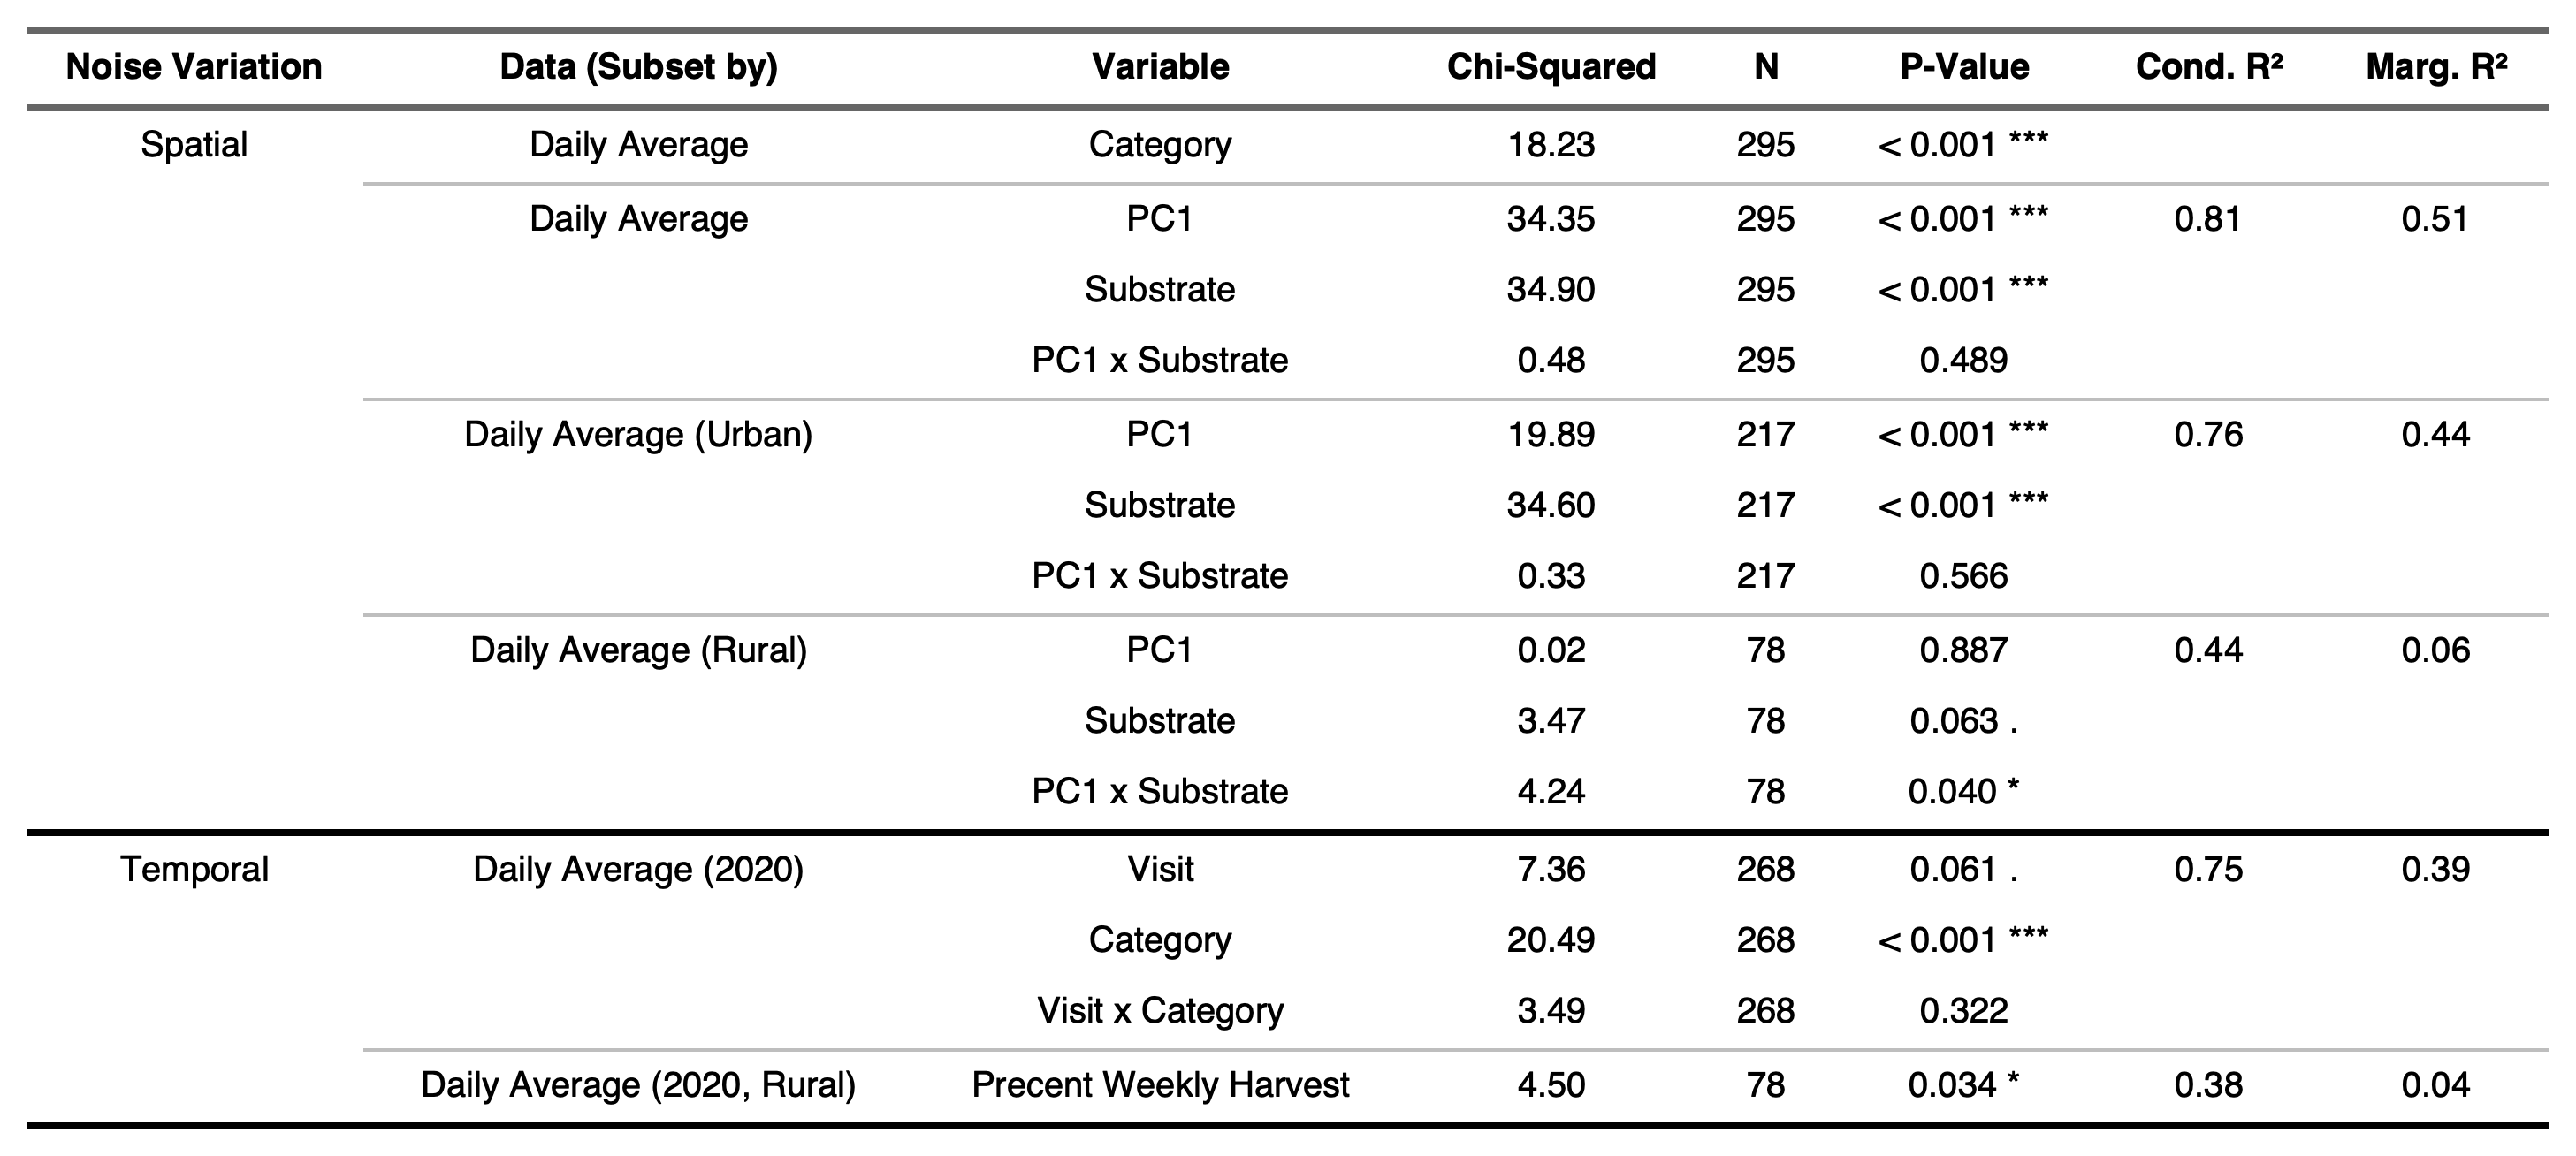 Noise Variation Data (Subset by) Variable Chi-Squared N P-Value Cond. R² Marg. R²
Spatial Daily Average Category 18.23 295 < 0.001 ***
Daily Average PC1 34.35 295 < 0.001 *** 0.81 0.51
Substrate 34.90 295 < 0.001 ***
PC1 x Substrate 0.48 295 0.489
Daily Average (Urban) PC1 19.89 217 < 0.001 *** 0.76 0.44
Substrate 34.60 217 < 0.001 ***
PC1 x Substrate 0.33 217 0.566
Daily Average (Rural) PC1 0.02 78 0.887 0.44 0.06
Substrate 3.47 78 0.063 .
PC1 x Substrate 4.24 78 0.040 *
Temporal Daily Average (2020) Visit 7.36 268 0.061 . 0.75 0.39
Category 20.49 268 < 0.001 ***
Visit x Category 3.49 268 0.322
Daily Average (2020, Rural) Precent Weekly Harvest 4.50 78 0.034 * 0.38 0.04